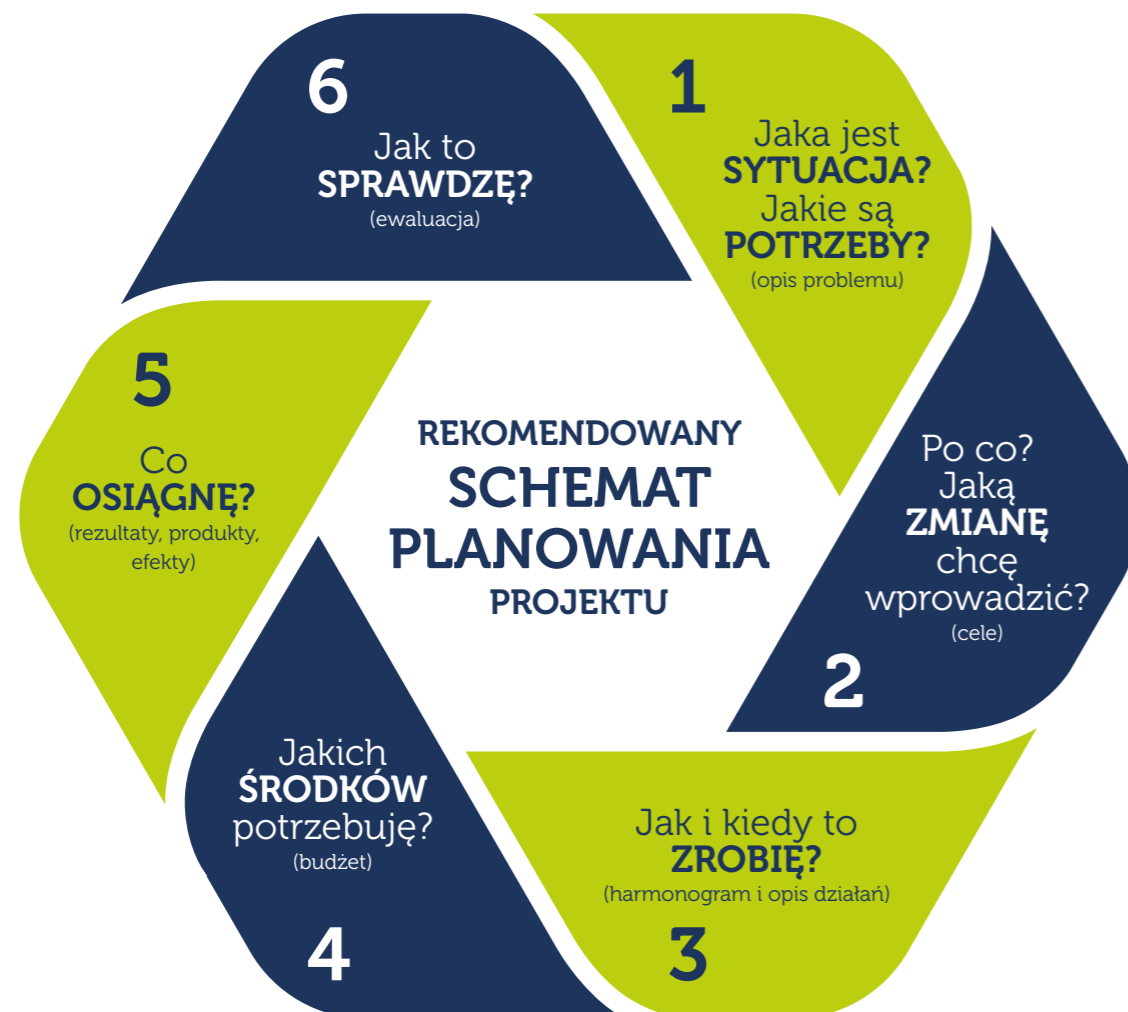 REKOMENDOWANY
SCHEMAT
PLANOWANIA
PROJEKTU
1
Jaka jest
SYTUACJA?
Jakie są
POTRZEBY?
(opis problemu)
Po co?
Jaką
ZMIANĘ
chcę
wprowadzić?
(cele)
2
Jak i kiedy to
ZROBIĘ?
(harmonogram i opis działań)
3
Jakich
ŚRODKÓW
potrzebuję?
(budżet)
4
5
Co
OSIĄGNĘ?
(rezultaty, produkty,
efekty)
6
Jak to
SPRAWDZĘ?
(ewaluacja)